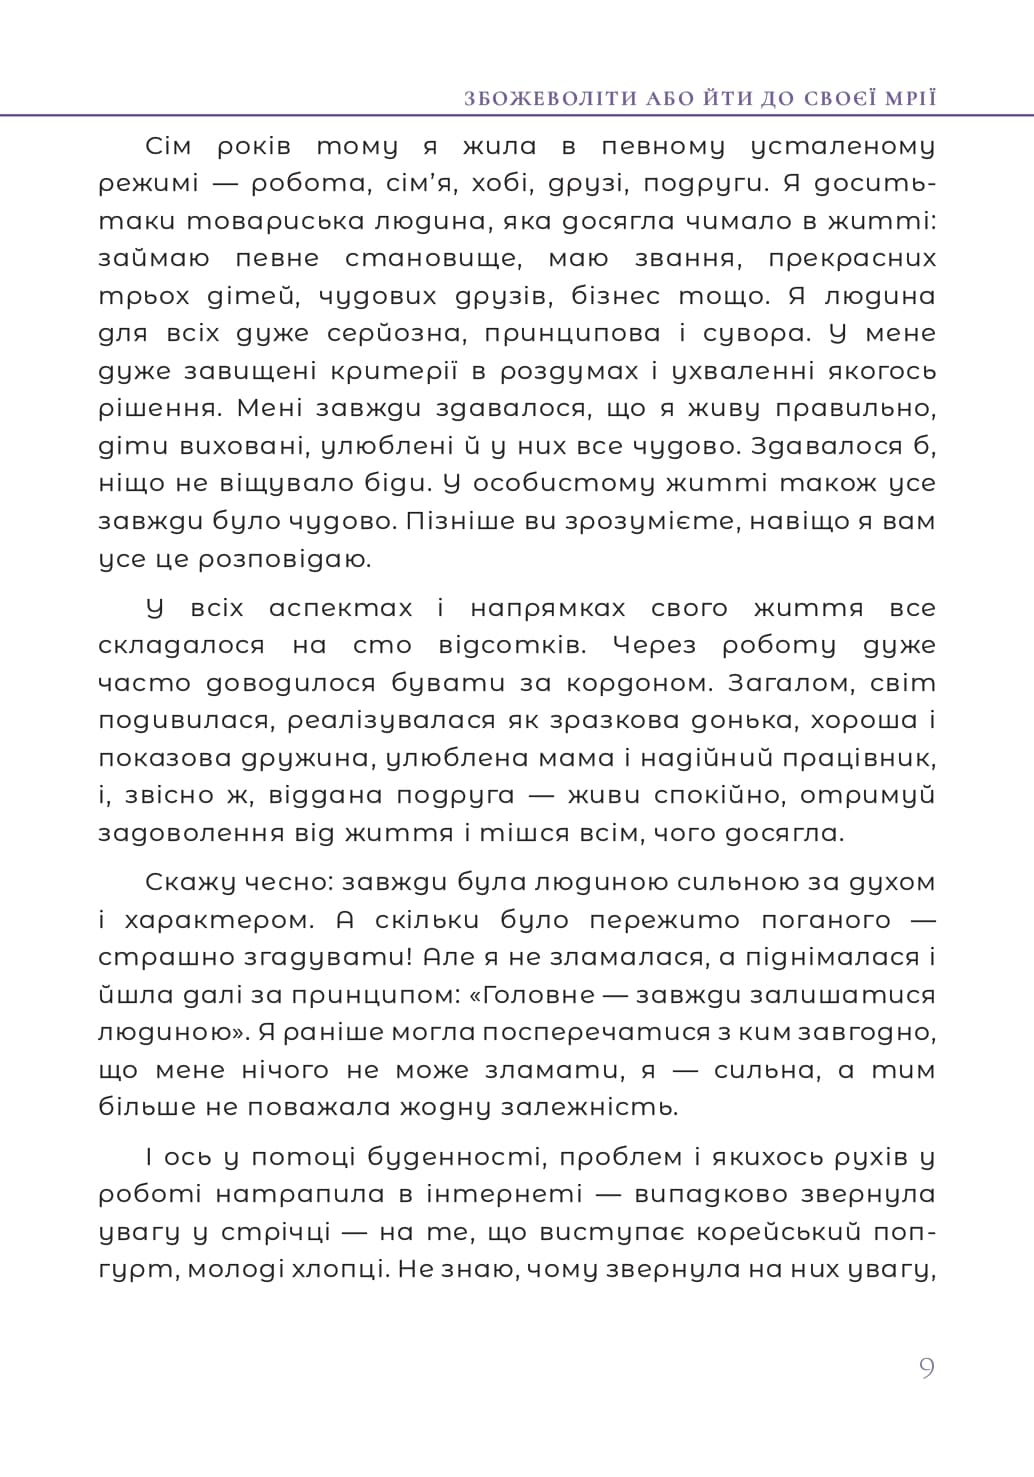 ЗБОЖЕВОЛІТИ АБО ЙТИ ДО СВОЄЇ МРІЇ
Сім років тому я жила в певному усталеному
режимі — робота, сім’я, хобі, друзі, подруги. Я досить-
таки товариська людина, яка досягла чимало в житті:
займаю певне становище, маю звання, прекрасних
трьох дітей, чудових друзів, бізнес тощо. Я людина
для всіх дуже серйозна, принципова і сувора. У мене
дуже завищені критерії в роздумах і ухваленні якогось
рішення. Мені завжди здавалося, що я живу правильно,
діти виховані, улюблені й у них все чудово. Здавалося б,
ніщо не віщувало біди. У особистому житті також усе
завжди було чудово. Пізніше ви зрозумієте, навіщо я вам
усе це розповідаю.
У всіх аспектах і напрямках свого життя все
складалося на сто відсотків. Через роботу дуже
часто доводилося бувати за кордоном. Загалом, світ
подивилася, реалізувалася як зразкова донька, хороша і
показова дружина, улюблена мама і надійний працівник,
і, звісно ж, віддана подруга — живи спокійно, отримуй
задоволення від життя і тішся всім, чого досягла.
Скажу чесно: завжди була людиною сильною за духом
і характером. А скільки було пережито поганого —
страшно згадувати! Але я не зламалася, а піднімалася і
йшла далі за принципом: «Головне — завжди залишатися
людиною». Я раніше могла посперечатися з ким завгодно,
що мене нічого не може зламати, я — сильна, а тим
більше не поважала жодну залежність.
І ось у потоці буденності, проблем і якихось рухів у
роботі натрапила в інтернеті — випадково звернула
увагу у стрічці — на те, що виступає корейський поп-
гурт, молоді хлопці. Не знаю, чому звернула на них увагу,
9